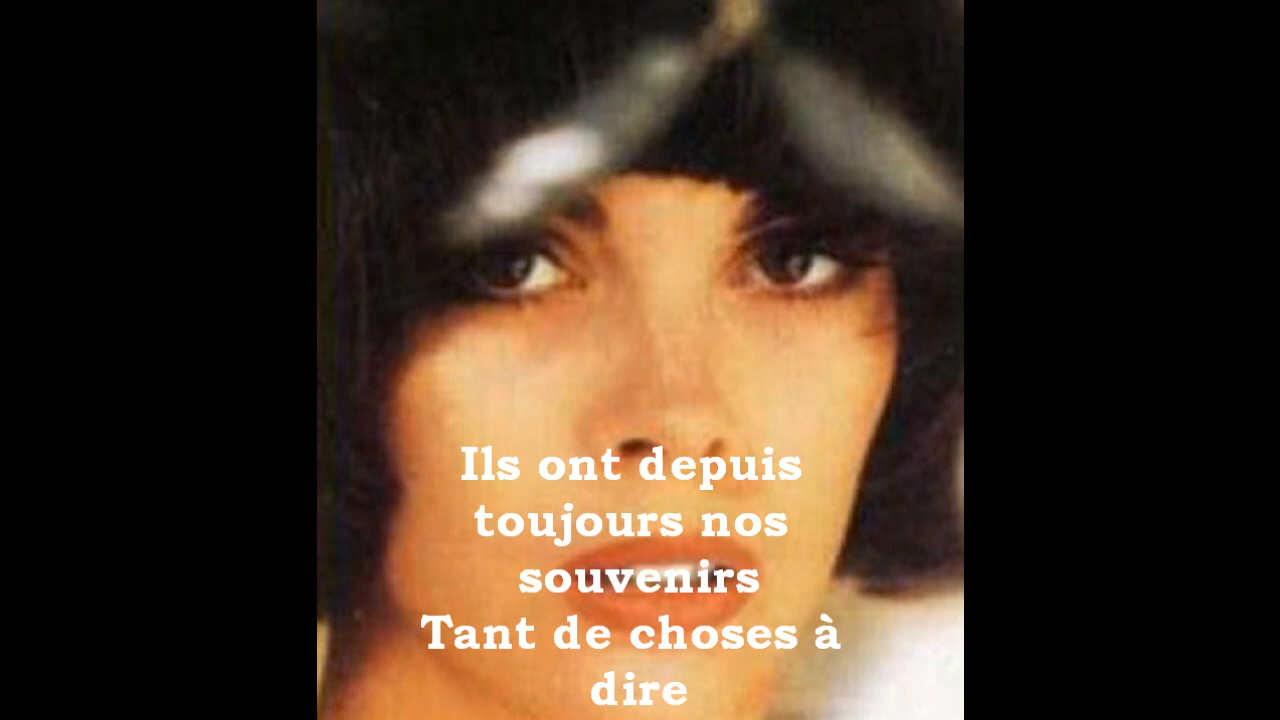 Ils ont depuis
toujours nos
souvenirs
Tant de choses à
dire